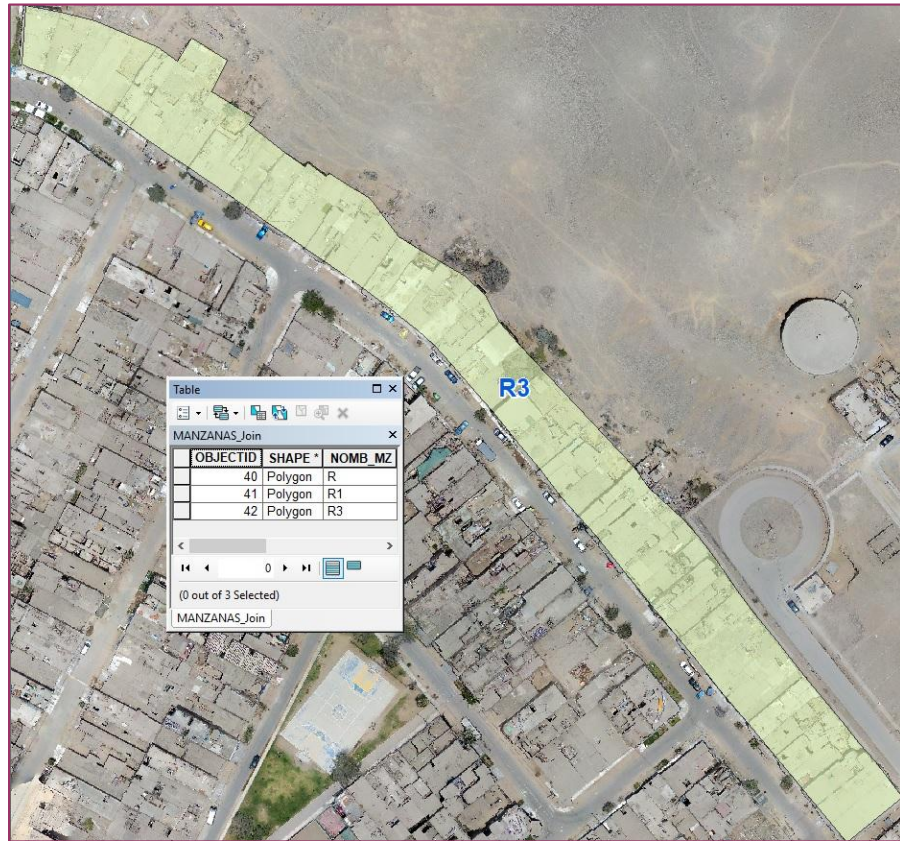 R3
Table
MANZANAS_Join
OBJECTID SHAPE * NOMB_MZ
40 Polygon R
41 Polygon R1
42 Polygon R3
0
(0 out of 3 Selected)
MANZANAS_Join